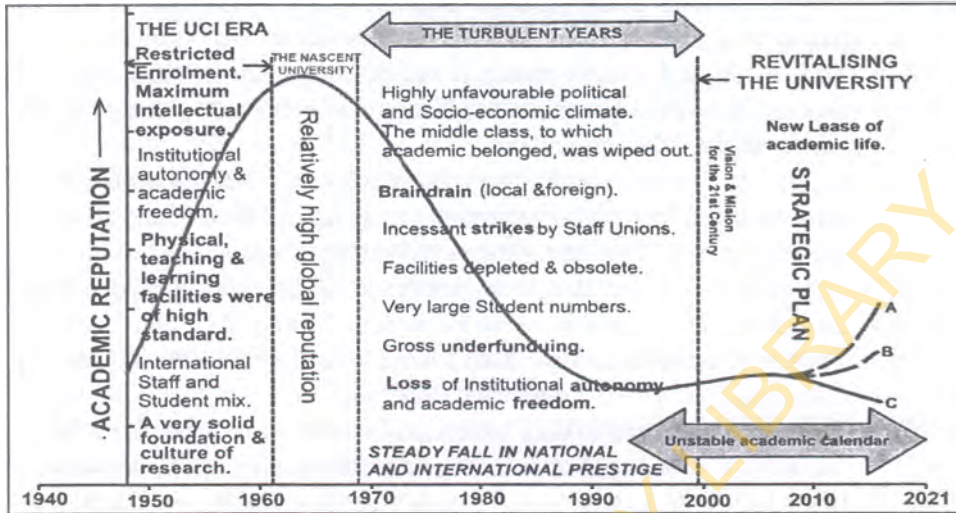 THE UCI ERA
Restricted
Enrolment.
Maximum
Intellectual
exposure.
Institutional
autonomy &
academic
freedom.
Physical,
teaching &
learning
facilities were
of high
standard.
International
Staff and
Student mix.
A very solid
foundation &
culture of
research.
ACADEMIC REPUTATION
THE NASCENT
UNIVERSITY
Relatively high global reputation
THE TURBULENT YEARS
Highly unfavourable political
and Socio-economic climate.
The middle class, to which
academic belonged, was wiped out.
Braindrain (local &foreign).
Incessant strikes by Staff Unions.
Facilities depleted & obsolete.
Very large Student numbers.
Gross underfunduying.
Loss of Institutional autonomy
and academic freedom.
STEADY FALL IN NATIONAL
AND INTERNATIONAL PRESTIGE
REVITALISING
THE UNIVERSITY
New Lease of
academic life.
Vision & Mission
for the 21st Century
STRATEGIC PLAN
A
B
C
Unstable academic calendar
1940 1950 1960 1970 1980 1990 2000 2010 2021
Y LIBRARY